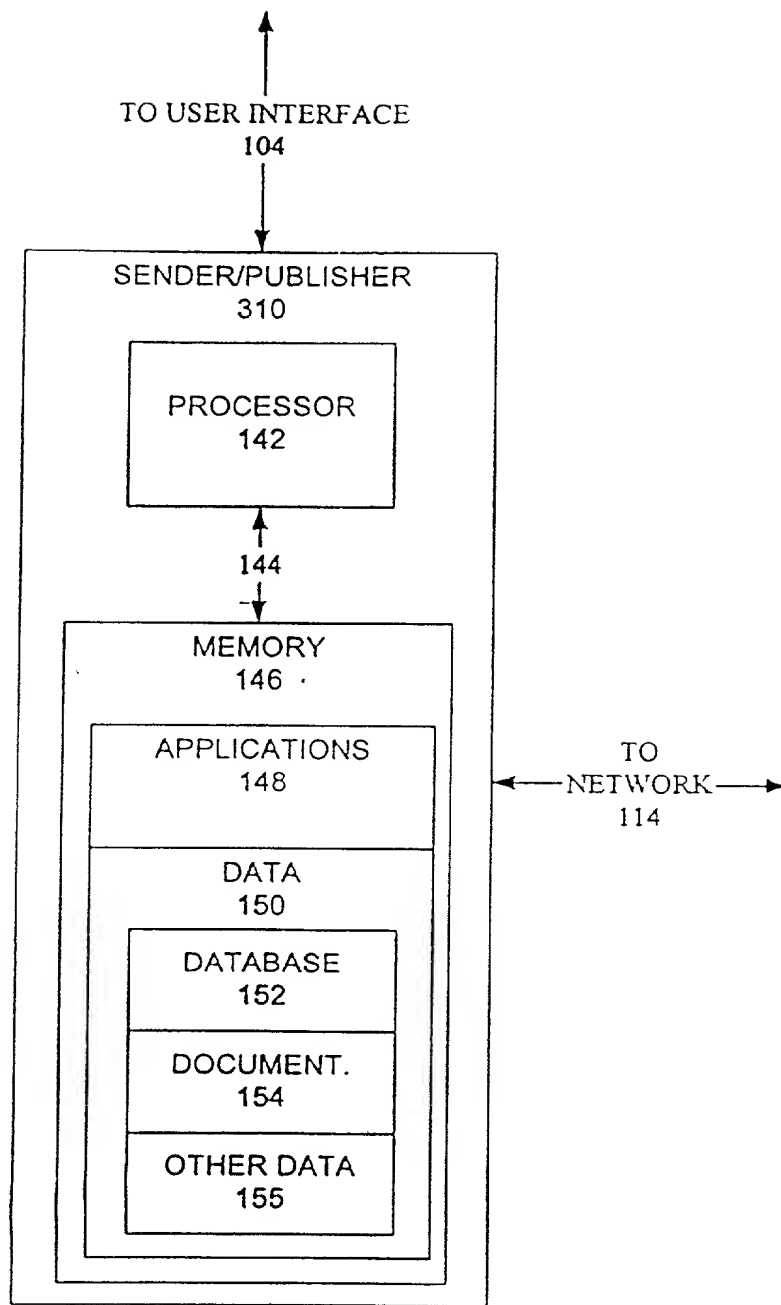 TO USER INTERFACE
104
SENDER/PUBLISHER
310
PROCESSOR
142
144
MEMORY
146
APPLICATIONS
148
TO
NETWORK
114
DATA
150
DATABASE
152
DOCUMENT.
154
OTHER DATA
155